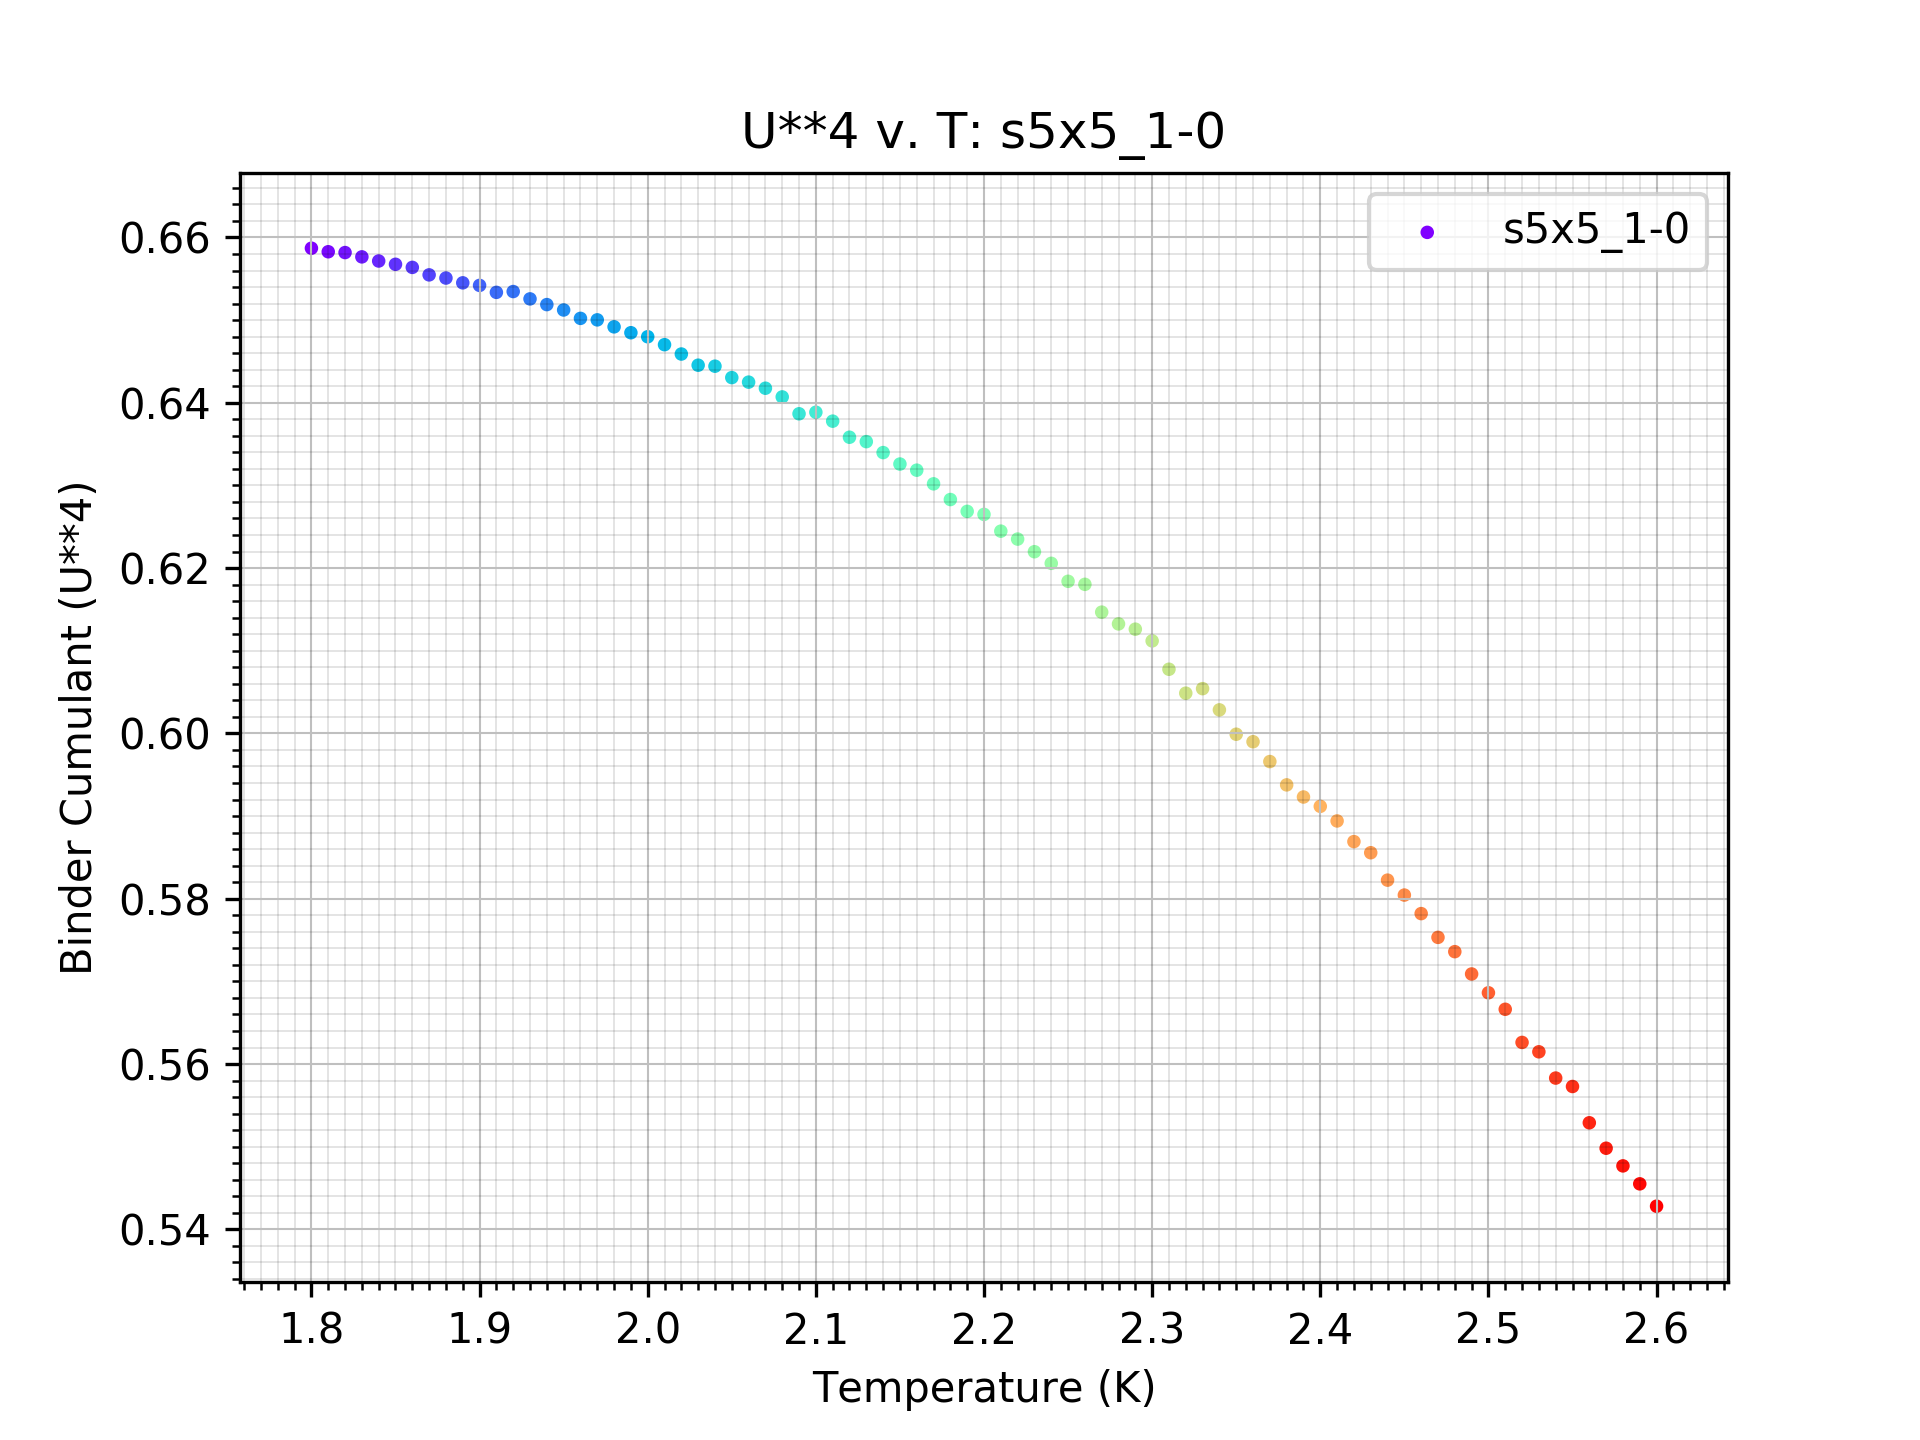 U**4 v. T: s5x5_1-0
s5x5_1-0
Binder Cumulant (U**4)
0.66
0.64
0.62
0.60
0.58
0.56
0.54
1.8 1.9 2.0 2.1 2.2 2.3 2.4 2.5 2.6
Temperature (K)